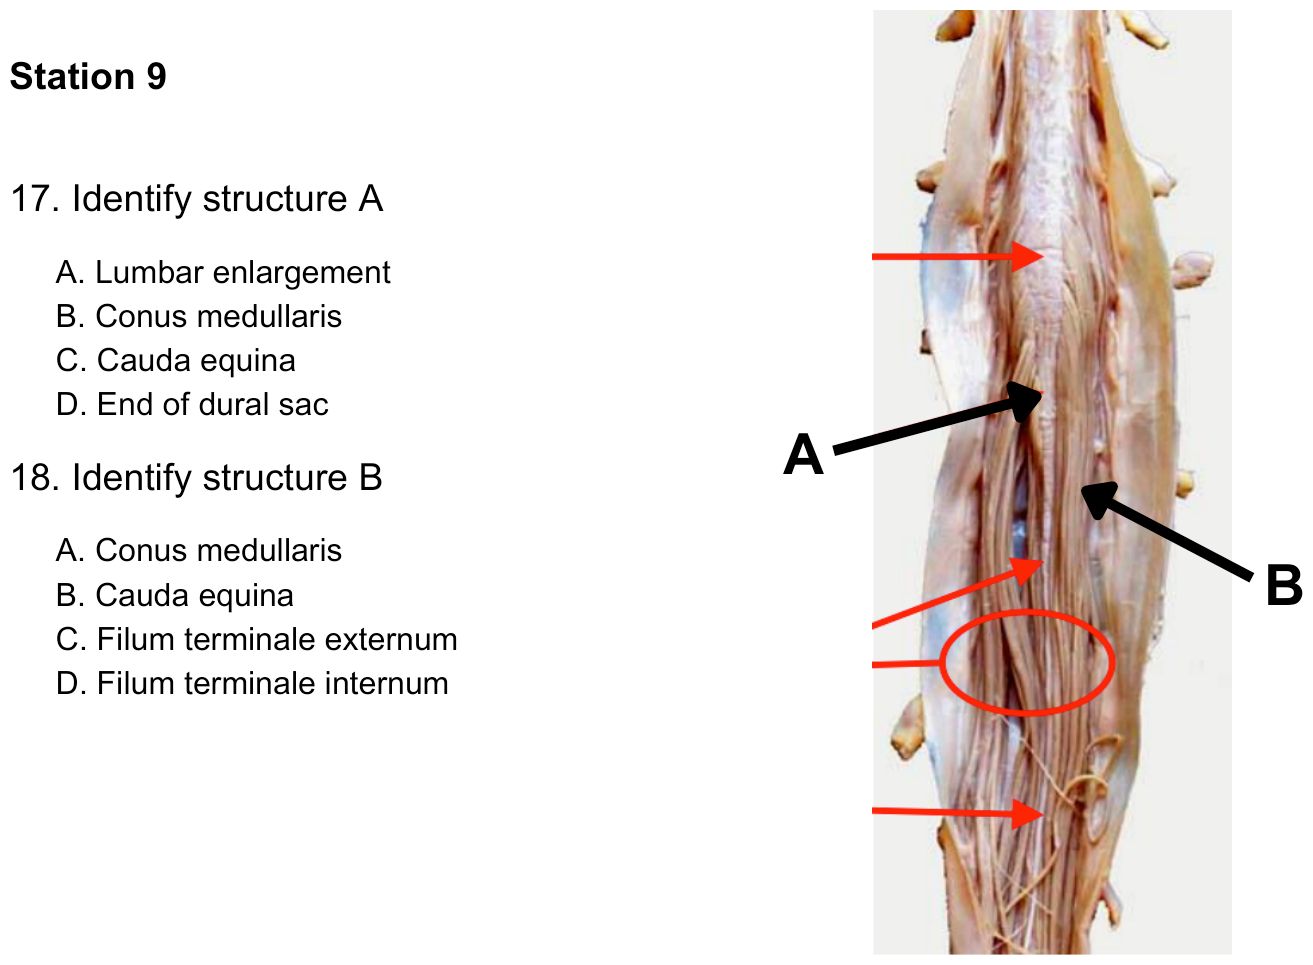 Station 9
17. Identify structure A
A. Lumbar enlargement
B. Conus medullaris
C. Cauda equina
D. End of dural sac
18. Identify structure B
A. Conus medullaris
B. Cauda equina
C. Filum terminale externum
D. Filum terminale internum
A
B